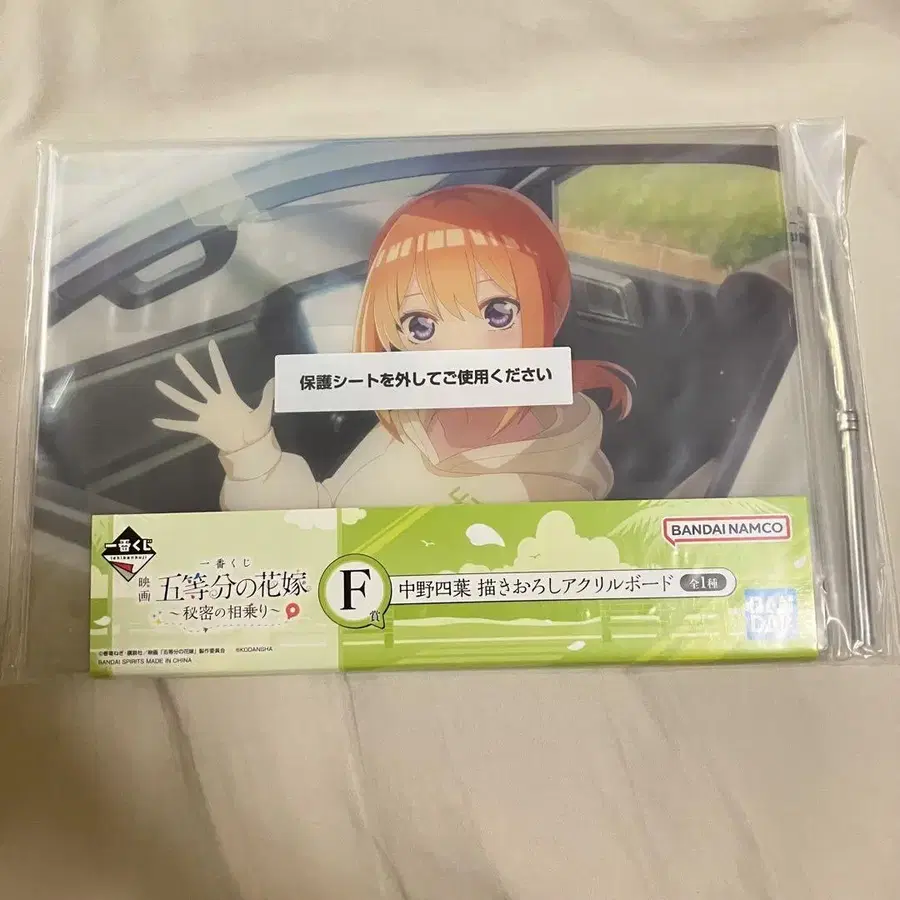 保護シートを外してご使用ください
一番くじ
ichibankuji
一番くじ
映画 五等分の花嫁
~秘密の相乗り~
F賞
中野四葉 描きおろしアクリルボード 全1種
BANDAI NAMCO
BANDAI
©春場ねぎ・講談社/映画「五等分の花嫁」製作委員会 ©KODANSHA
BANDAI SPIRITS MADE IN CHINA